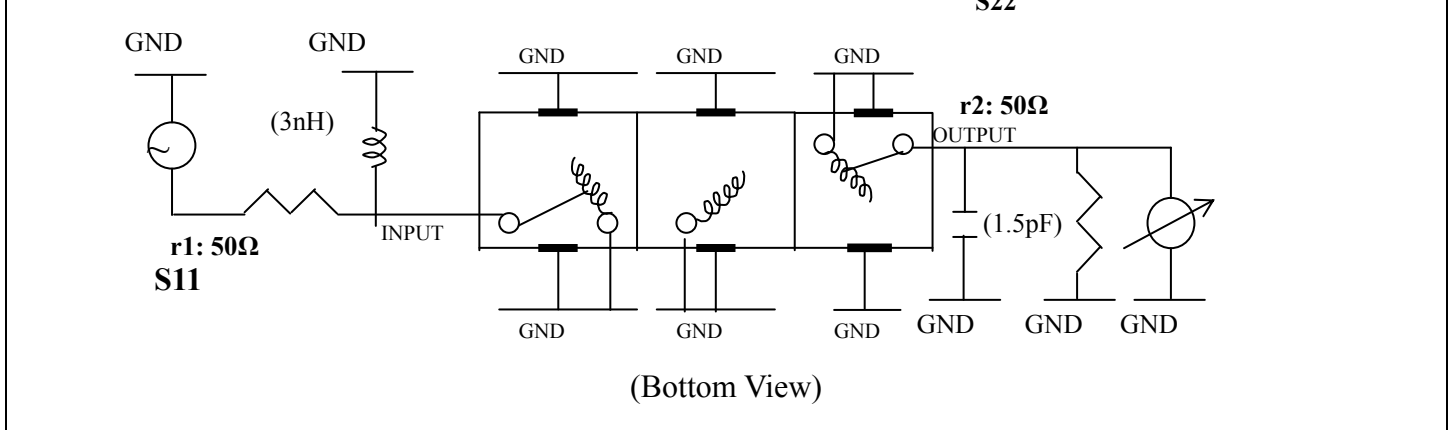 S22
GND
GND
GND
GND
GND
(3nH)
r2: 50Ω
OUTPUT
INPUT
(1.5pF)
r1: 50Ω
S11
GND
GND
GND
GND
GND
GND
(Bottom View)